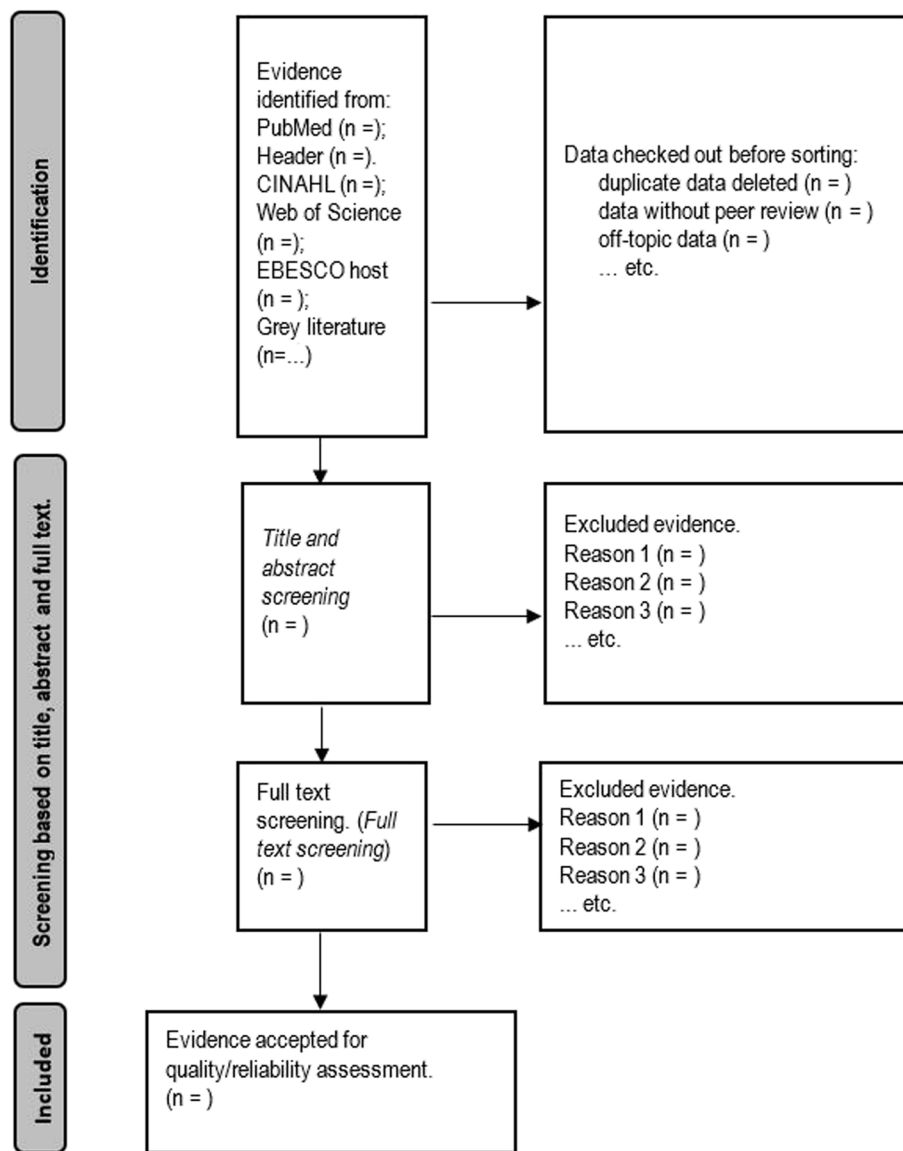 Identification
Evidence
identified from:
PubMed (n =);
Header (n =).
CINAHL (n =);
Web of Science
(n =);
EBESCO host
(n = );
Grey literature
(n=...)
Data checked out before sorting:
duplicate data deleted (n = )
data without peer review (n = )
off-topic data (n = )
... etc.
Screening based on title, abstract and full text.
Title and
abstract
screening
(n = )
Excluded evidence.
Reason 1 (n = )
Reason 2 (n = )
Reason 3 (n = )
... etc.
Full text
screening. (Full
text screening)
(n = )
Excluded evidence.
Reason 1 (n = )
Reason 2 (n = )
Reason 3 (n = )
... etc.
Included
Evidence accepted for
quality/reliability assessment.
(n = )